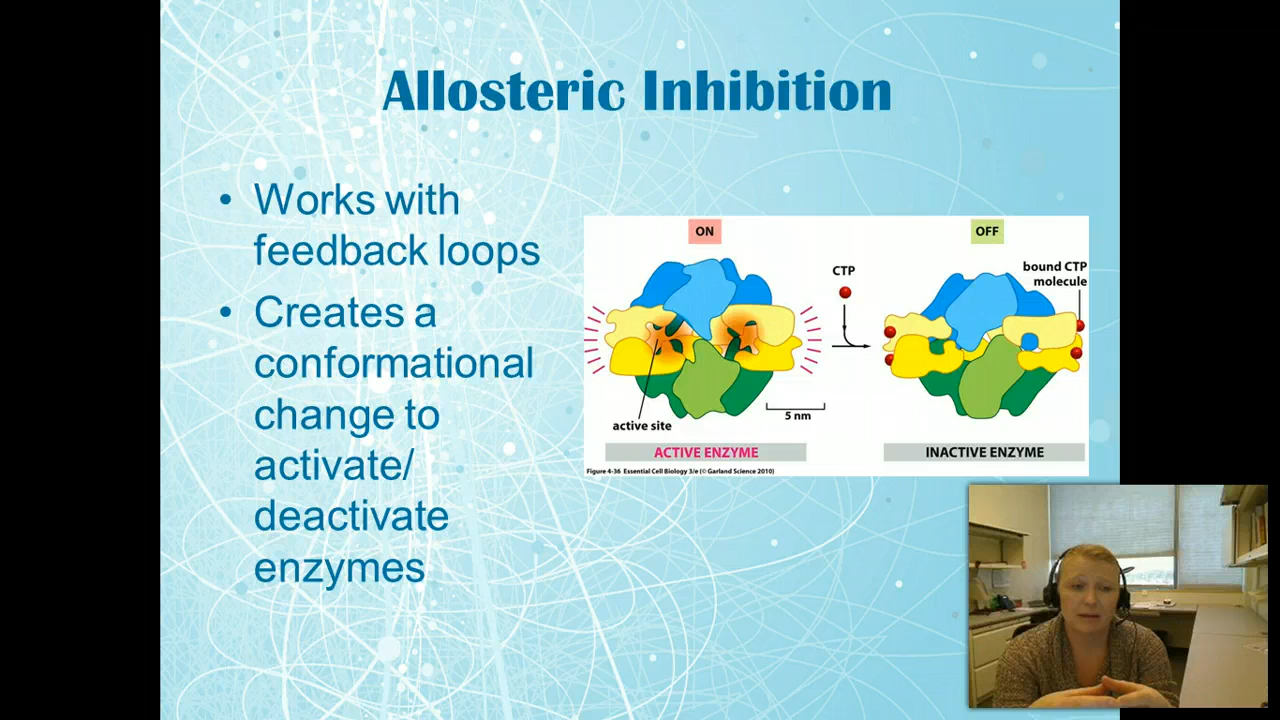 Allosteric Inhibition
• Works with
feedback loops
• Creates a
conformational
change to
activate/
deactivate
enzymes
ON
OFF
CTP
bound CTP
molecule
active site
5 nm
ACTIVE ENZYME
INACTIVE ENZYME
Figure 4-36 Essential Cell Biology 3/e (© Garland Science 2010)